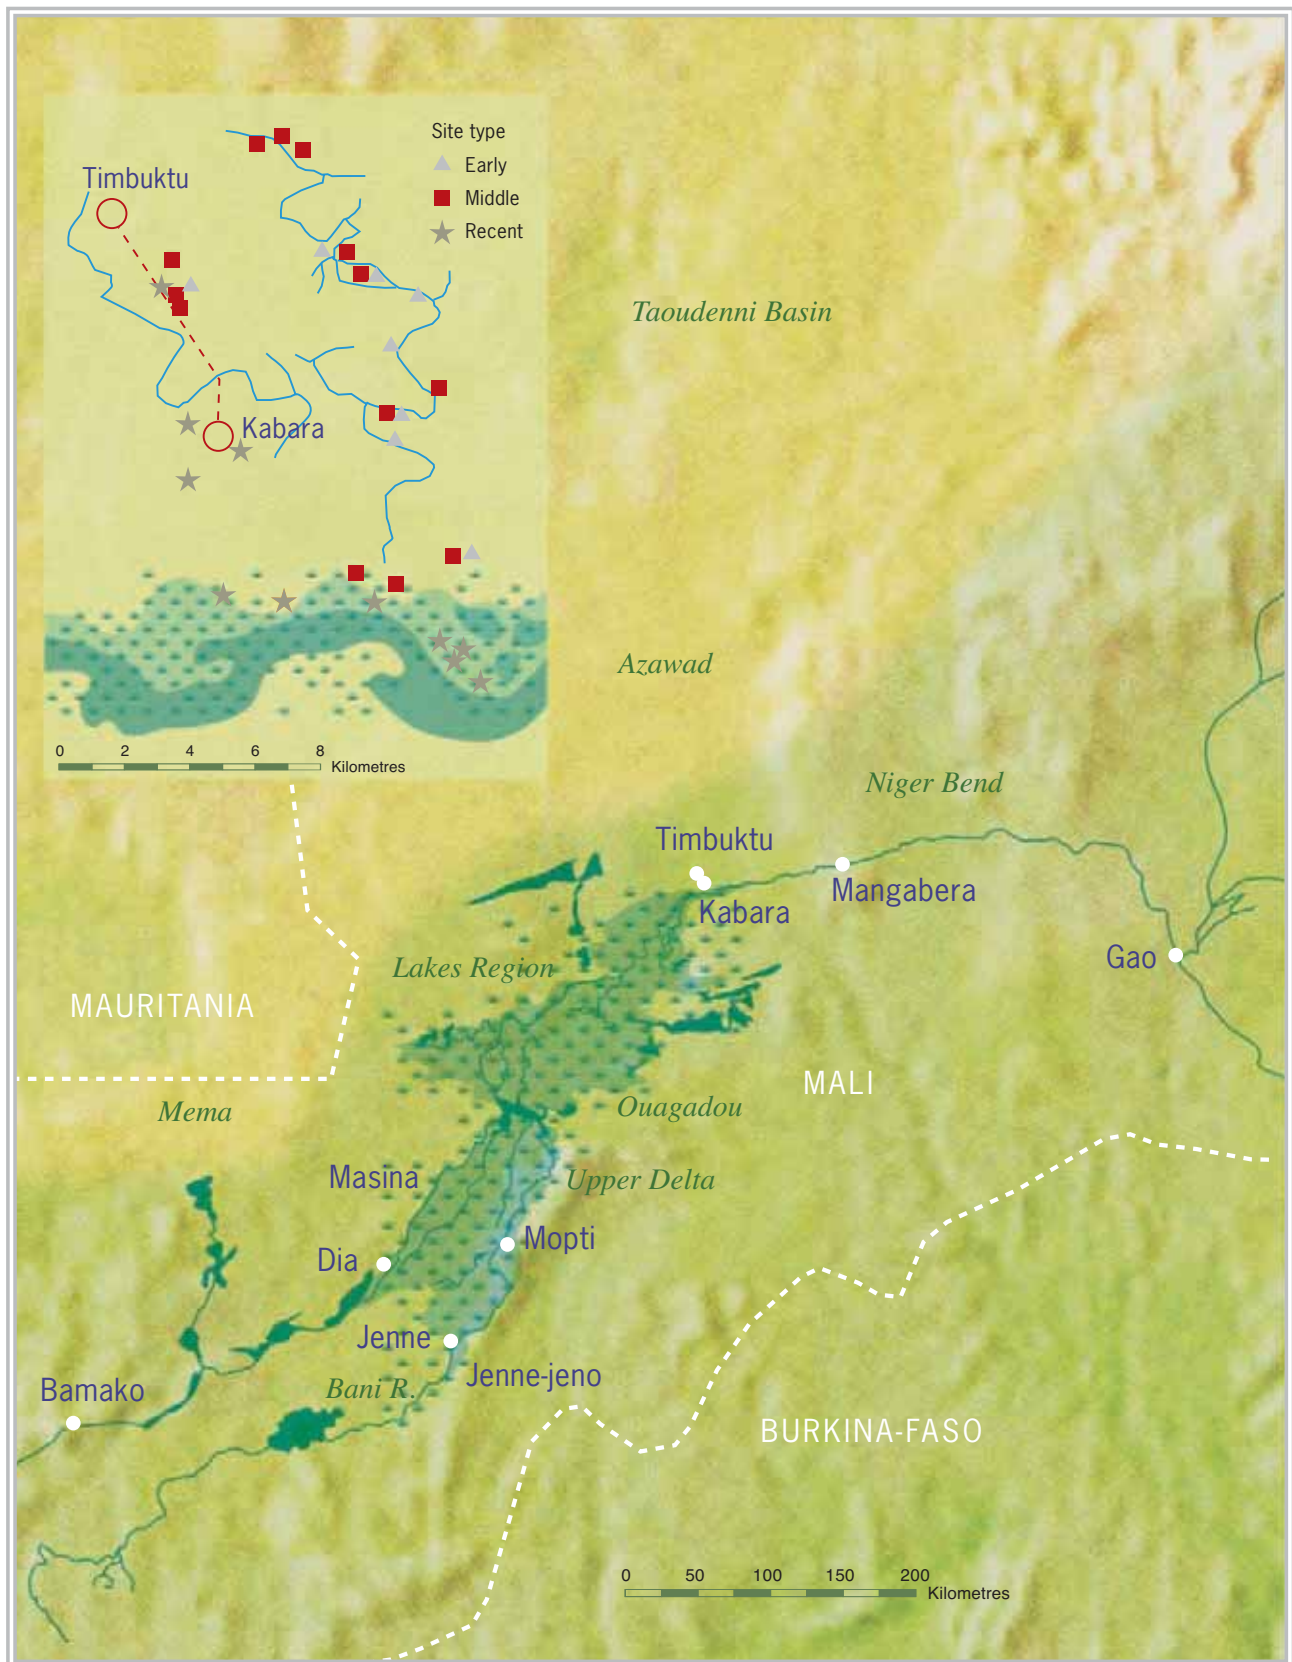 Site type
Early
Middle
Recent
Timbuktu
Kabara
0 2 4 6 8 Kilometres
Taoudenni Basin
Azawad
Niger Bend
Timbuktu
Kabara
Mangabera
Gao
Lakes Region
MAURITANIA
MALI
Mema
Ouagadou
Masina
Upper Delta
Mopti
Dia
Jenne
Jenne-jeno
Bani R.
Bamako
BURKINA-FASO
0 50 100 150 200 Kilometres